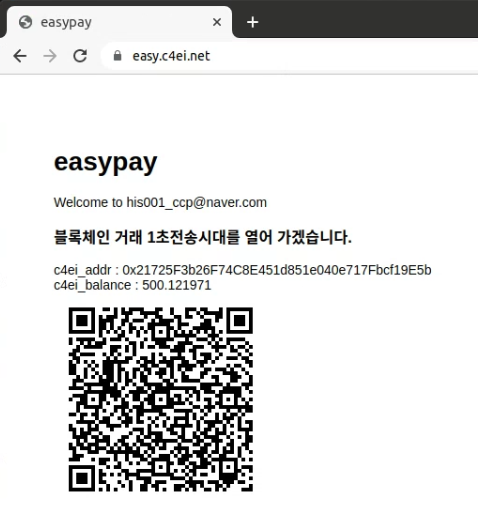 easypay
easy.c4ei.net
easypay
Welcome to his001_ccp@naver.com
블록체인 거래 1초전송시대를 열어 가겠습니다.
c4ei_addr : 0x21725F3b26F74C8E451d851e040e717Fbcf19E5b
c4ei_balance : 500.121971